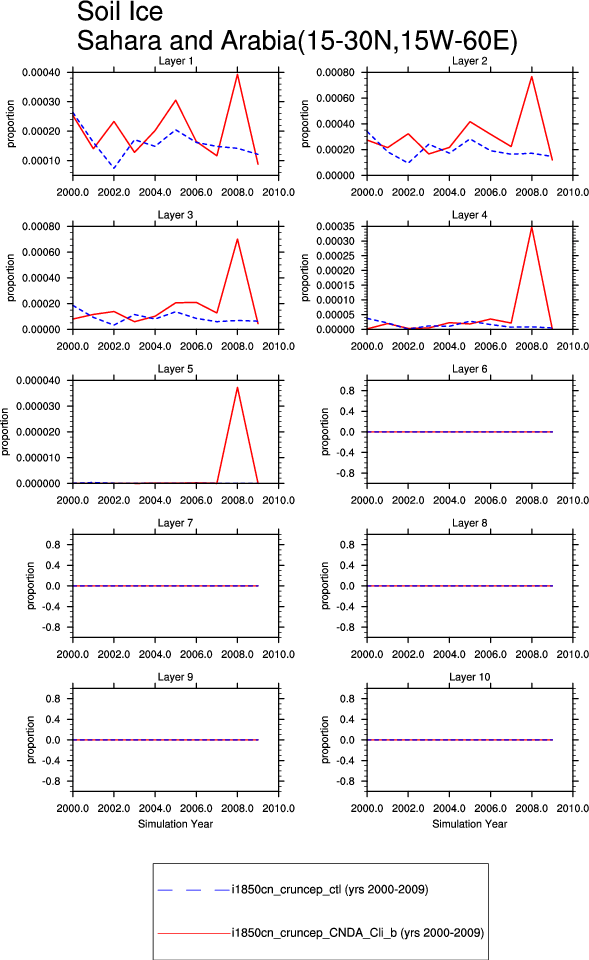 Soil Ice
Sahara and Arabia(15-30N,15W-60E)
Layer 1
proportion
0.00040
0.00030
0.00020
0.00010
2000.0 2002.0 2004.0 2006.0 2008.0 2010.0
Layer 2
proportion
0.00080
0.00060
0.00040
0.00020
0.00000
2000.0 2002.0 2004.0 2006.0 2008.0 2010.0
Layer 3
proportion
0.00080
0.00060
0.00040
0.00020
0.00000
2000.0 2002.0 2004.0 2006.0 2008.0 2010.0
Layer 4
proportion
0.00035
0.00030
0.00025
0.00020
0.00015
0.00010
0.00005
0.00000
2000.0 2002.0 2004.0 2006.0 2008.0 2010.0
Layer 5
proportion
0.000040
0.000030
0.000020
0.000010
0.000000
2000.0 2002.0 2004.0 2006.0 2008.0 2010.0
Layer 6
proportion
0.8
0.4
0.0
-0.4
-0.8
2000.0 2002.0 2004.0 2006.0 2008.0 2010.0
Layer 7
proportion
0.8
0.4
0.0
-0.4
-0.8
2000.0 2002.0 2004.0 2006.0 2008.0 2010.0
Layer 8
proportion
0.8
0.4
0.0
-0.4
-0.8
2000.0 2002.0 2004.0 2006.0 2008.0 2010.0
Layer 9
proportion
0.8
0.4
0.0
-0.4
-0.8
2000.0 2002.0 2004.0 2006.0 2008.0 2010.0
Simulation Year
Layer 10
proportion
0.8
0.4
0.0
-0.4
-0.8
2000.0 2002.0 2004.0 2006.0 2008.0 2010.0
Simulation Year
i1850cn_cruncep_ctl (yrs 2000-2009)
i1850cn_cruncep_CNDA_Cli_b (yrs 2000-2009)